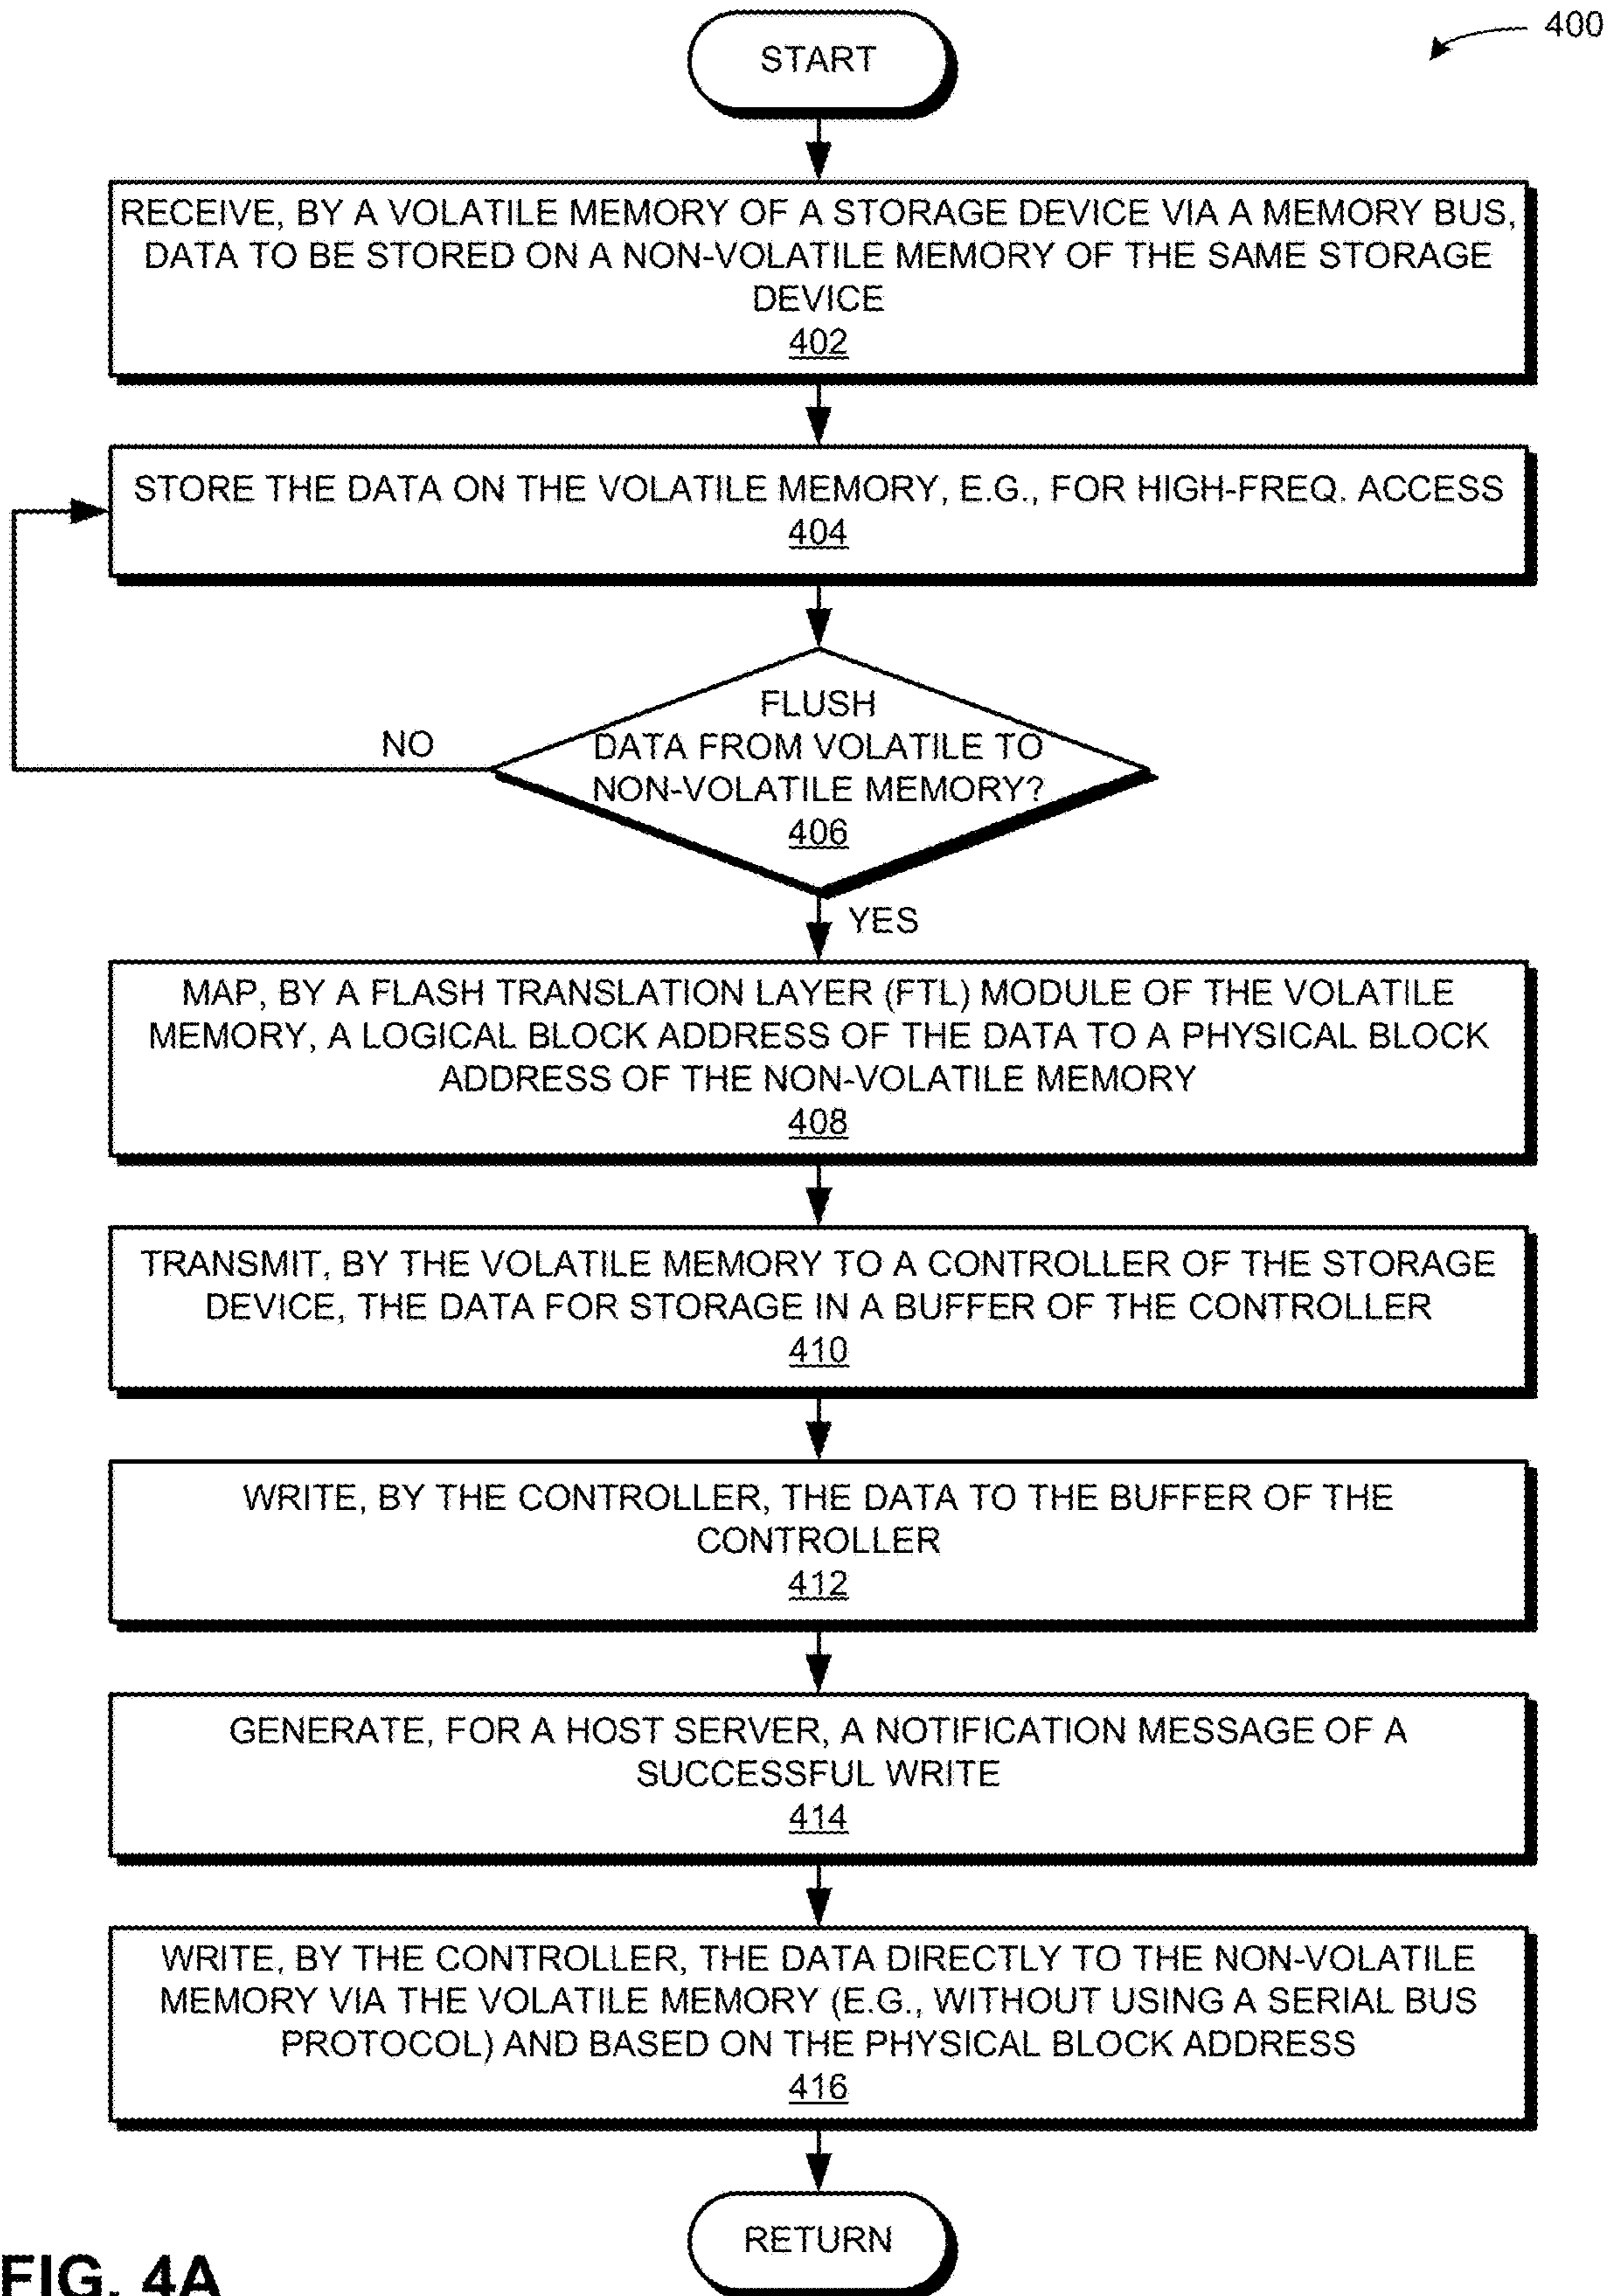 400
START
RECEIVE, BY A VOLATILE MEMORY OF A STORAGE DEVICE VIA A MEMORY BUS,
DATA TO BE STORED ON A NON-VOLATILE MEMORY OF THE SAME STORAGE
DEVICE
402
STORE THE DATA ON THE VOLATILE MEMORY, E.G., FOR HIGH-FREQ. ACCESS
404
FLUSH
DATA FROM VOLATILE TO
NON-VOLATILE MEMORY?
406
NO
YES
MAP, BY A FLASH TRANSLATION LAYER (FTL) MODULE OF THE VOLATILE
MEMORY, A LOGICAL BLOCK ADDRESS OF THE DATA TO A PHYSICAL BLOCK
ADDRESS OF THE NON-VOLATILE MEMORY
408
TRANSMIT, BY THE VOLATILE MEMORY TO A CONTROLLER OF THE STORAGE
DEVICE, THE DATA FOR STORAGE IN A BUFFER OF THE CONTROLLER
410
WRITE, BY THE CONTROLLER, THE DATA TO THE BUFFER OF THE
CONTROLLER
412
GENERATE, FOR A HOST SERVER, A NOTIFICATION MESSAGE OF A
SUCCESSFUL WRITE
414
WRITE, BY THE CONTROLLER, THE DATA DIRECTLY TO THE NON-VOLATILE
MEMORY VIA THE VOLATILE MEMORY (E.G., WITHOUT USING A SERIAL BUS
PROTOCOL) AND BASED ON THE PHYSICAL BLOCK ADDRESS
416
RETURN
FIG. 4A